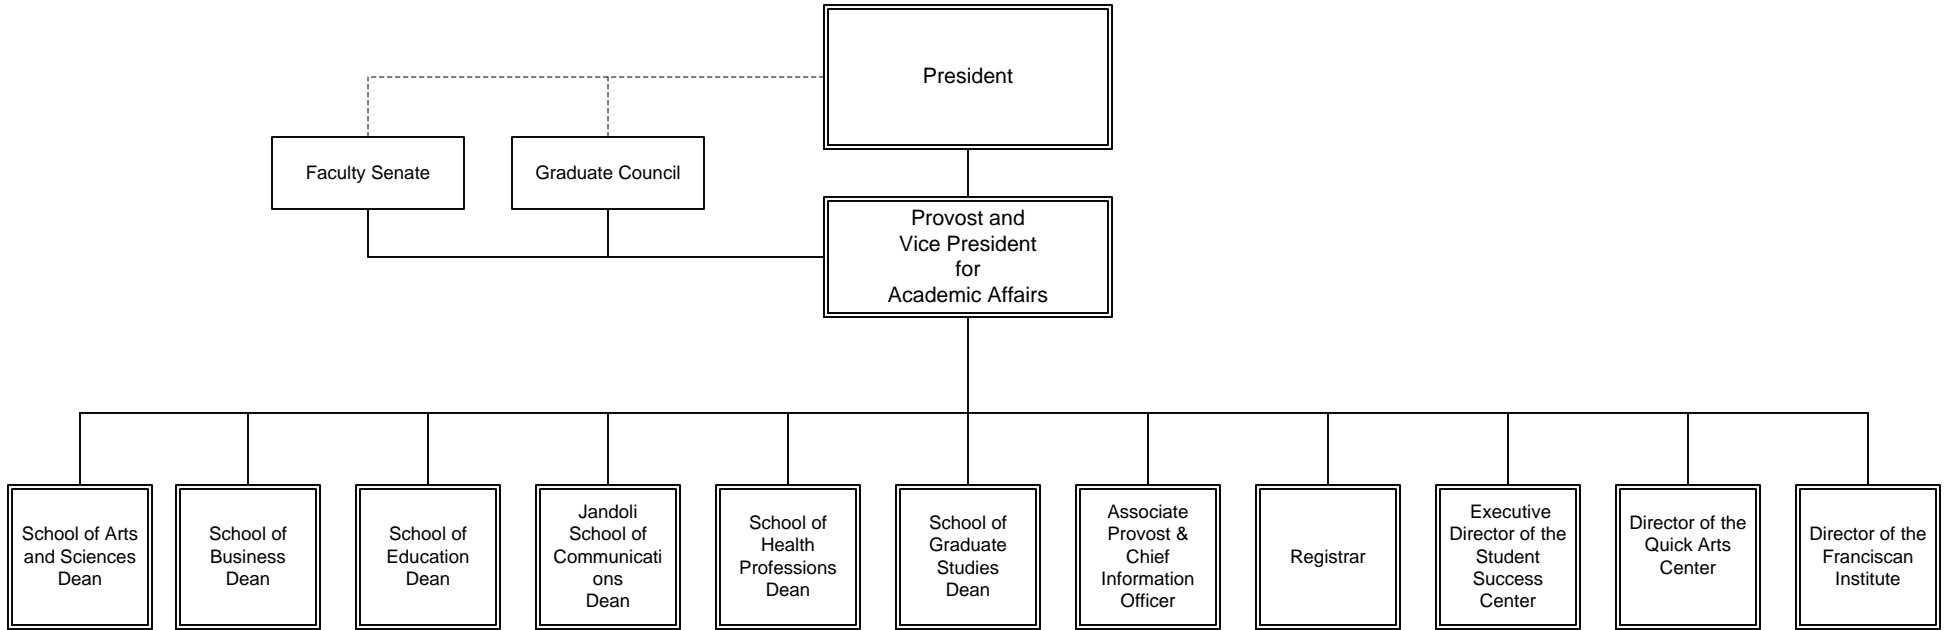 President
Faculty Senate
Graduate Council
Provost and
Vice President
for
Academic Affairs
School of Arts
and Sciences
Dean
School of
Business
Dean
School of
Education
Dean
Jandoli
School of
Communicati
ons
Dean
School of
Health
Professions
Dean
School of
Graduate
Studies
Dean
Associate
Provost &
Chief
Information
Officer
Registrar
Executive
Director of the
Student
Success
Center
Director of the
Quick Arts
Center
Director of the
Franciscan
Institute